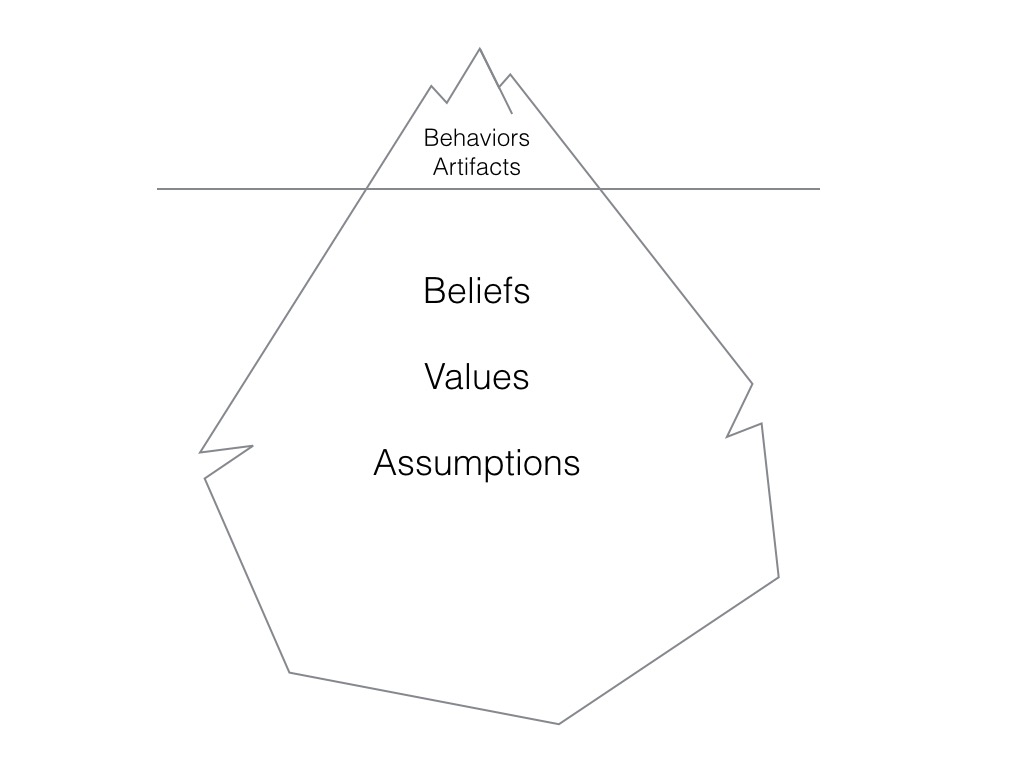 Behaviors
Artifacts
Beliefs
Values
Assumptions